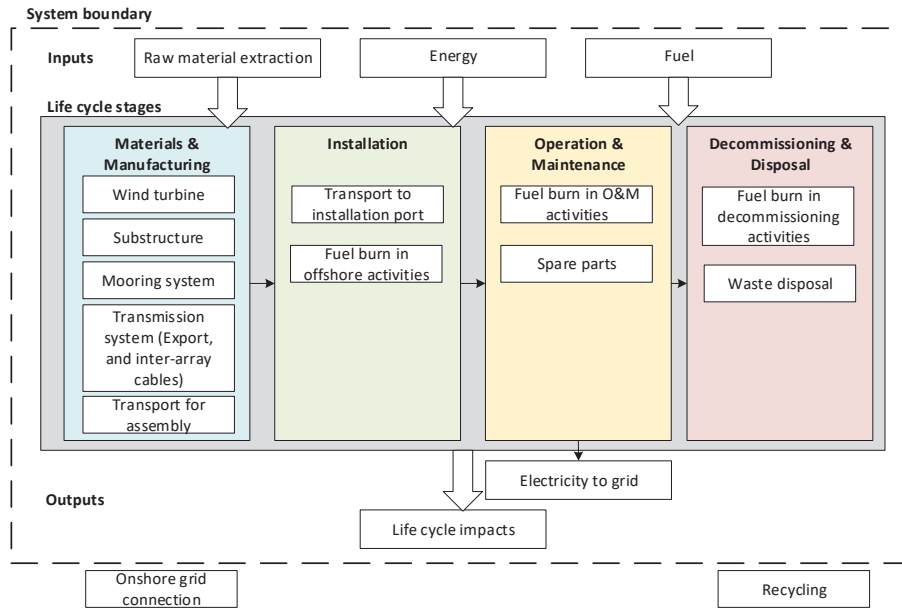 System boundary
Inputs
Raw material extraction
Energy
Fuel
Life cycle stages
Materials &
Manufacturing
Wind turbine
Substructure
Mooring system
Transmission
system (Export,
and inter-array
cables)
Transport for
assembly
Installation
Transport to
installation port
Fuel burn in
offshore activities
Operation &
Maintenance
Fuel burn in O&M
activities
Spare parts
Decommissioning &
Disposal
Fuel burn in
decommissioning
activities
Waste disposal
Electricity to grid
Outputs
Life cycle impacts
Onshore grid
connection
Recycling